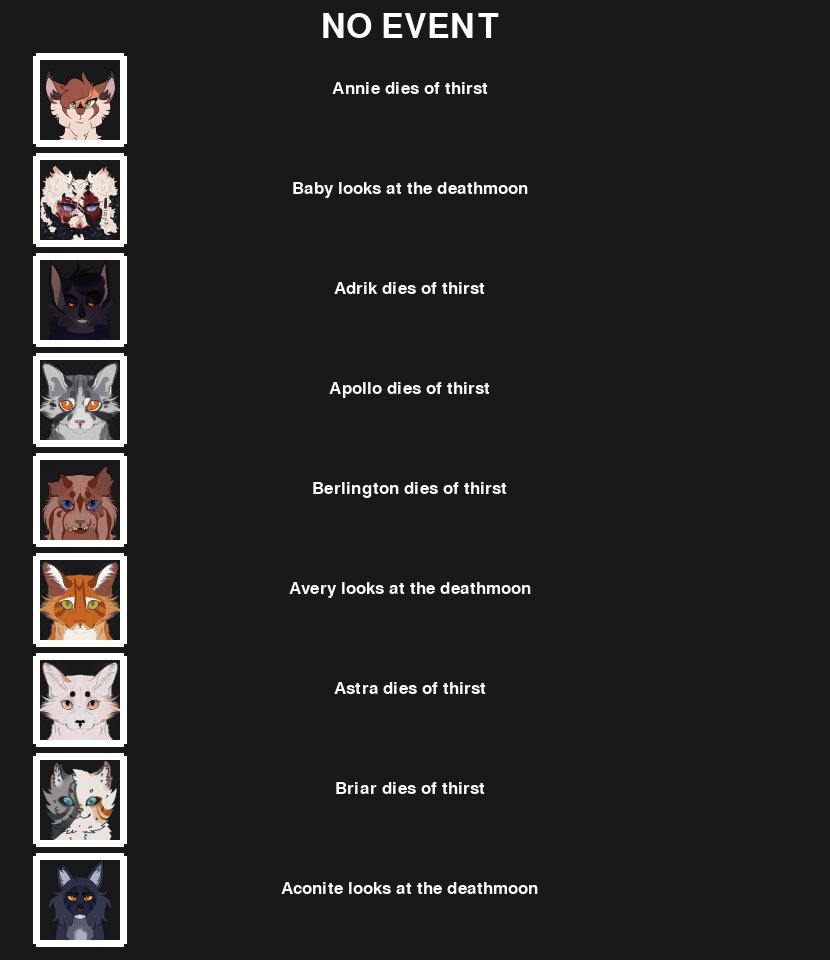 NO EVENT
Annie dies of thirst
Baby looks at the deathmoon
Adrik dies of thirst
Apollo dies of thirst
Berlington dies of thirst
Avery looks at the deathmoon
Astra dies of thirst
Briar dies of thirst
Aconite looks at the deathmoon